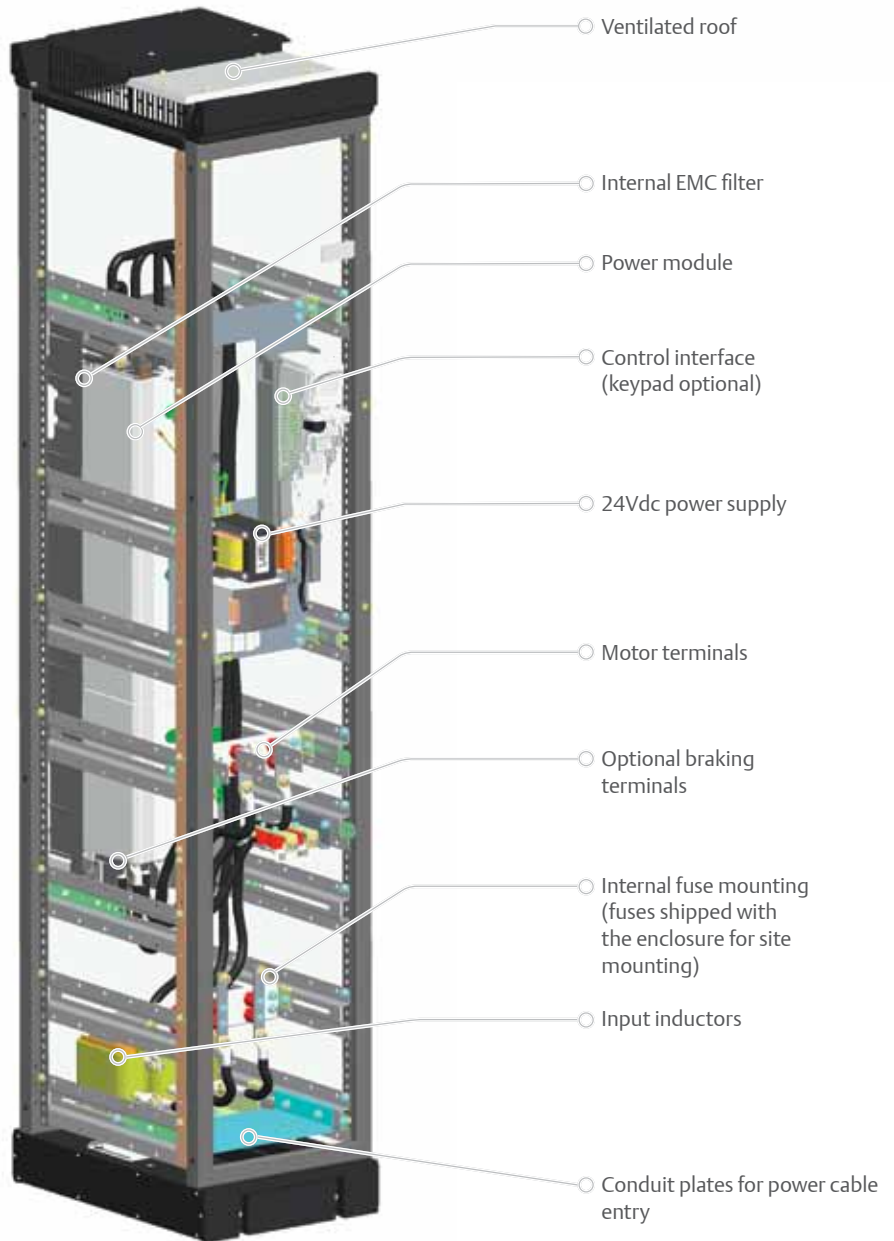 Ventilated roof
Internal EMC filter
Power module
Control interface
(keypad optional)
24Vdc power supply
Motor terminals
Optional braking
terminals
Internal fuse mounting
(fuses shipped with
the enclosure for site
mounting)
Input inductors
Conduit plates for power cable
entry